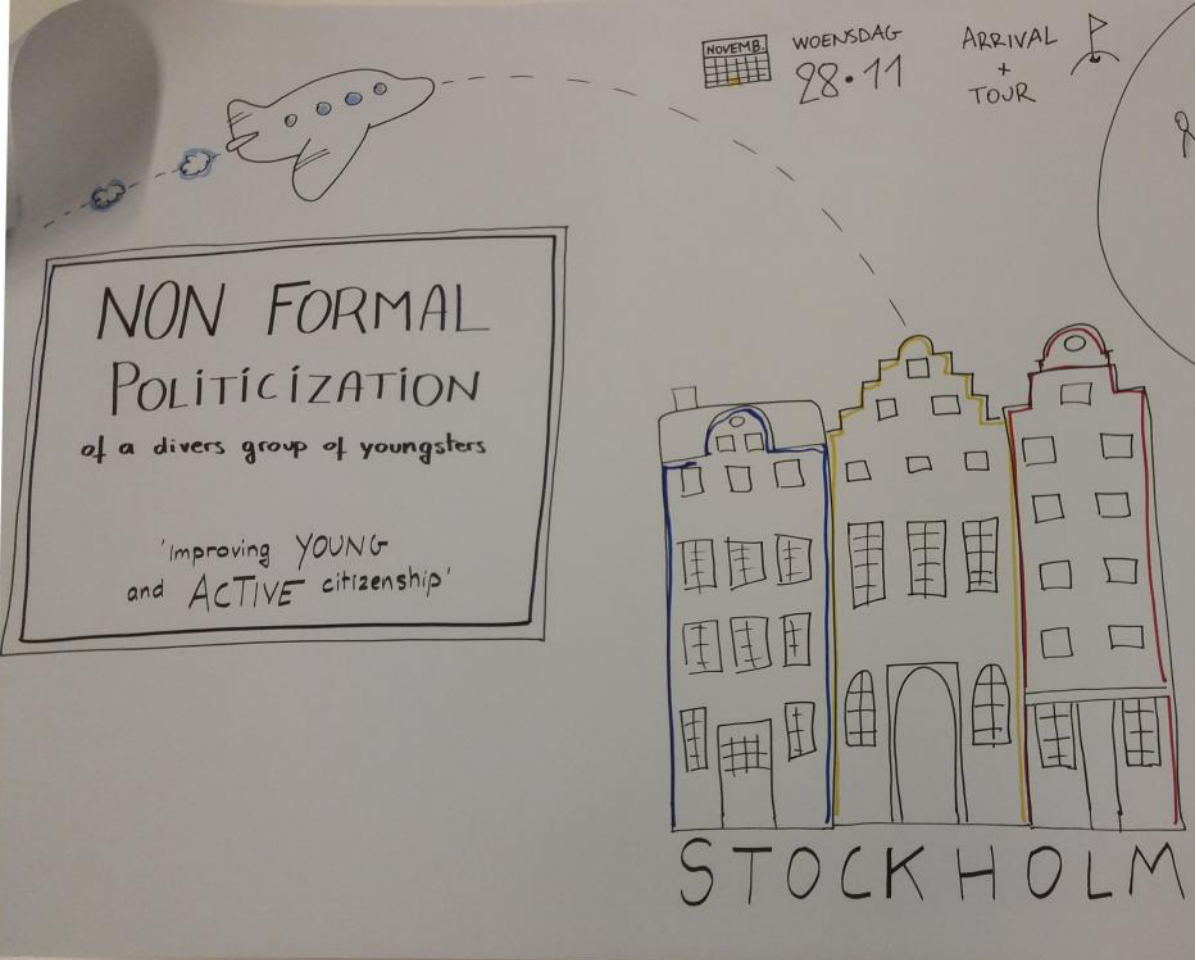 NOVEMB.
WOENSDAG
28·11
ARRIVAL
+
TOUR
NON FORMAL
POLITICIZATION
of a divers group of youngsters
'Improving YOUNG
and ACTIVE citizenship'
STOCKHOLM